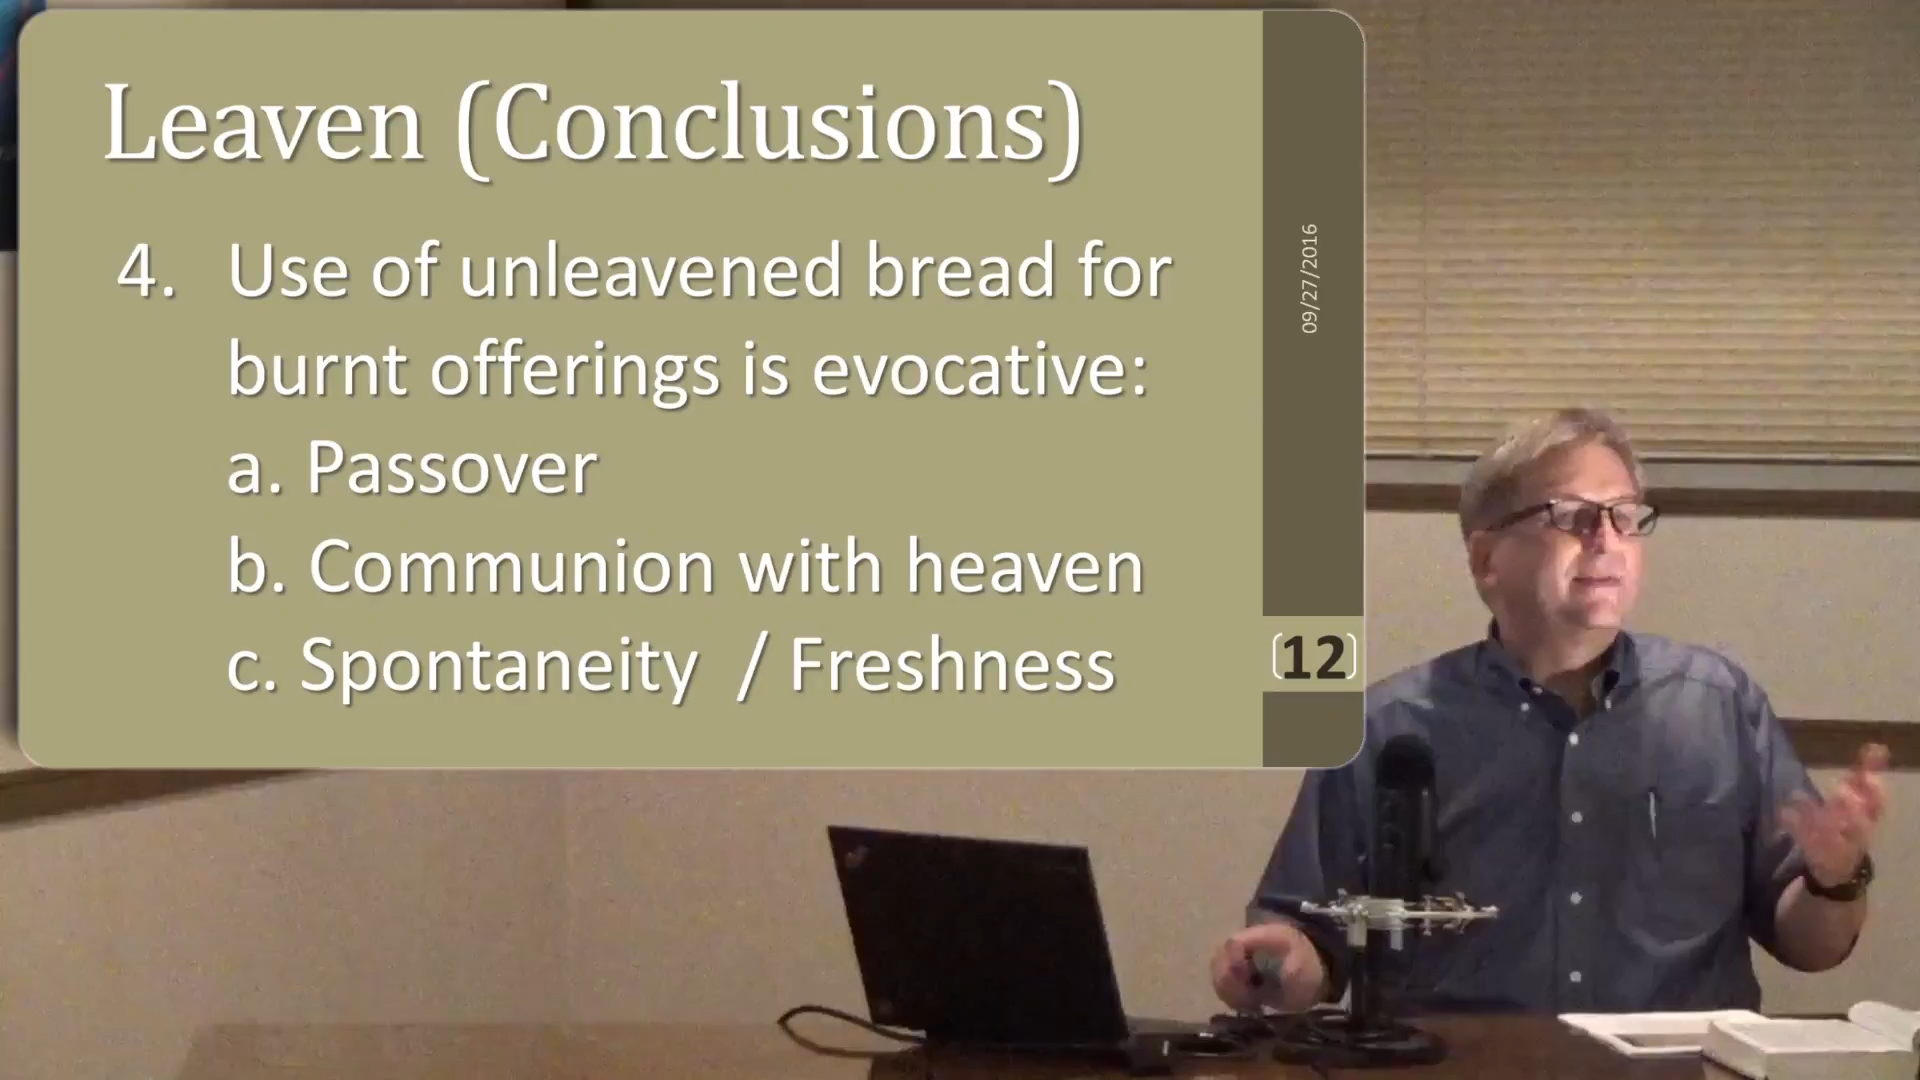 Leaven (Conclusions)
4. Use of unleavened bread for
burnt offerings is evocative:
a. Passover
b. Communion with heaven
c. Spontaneity / Freshness
09/27/2016
12